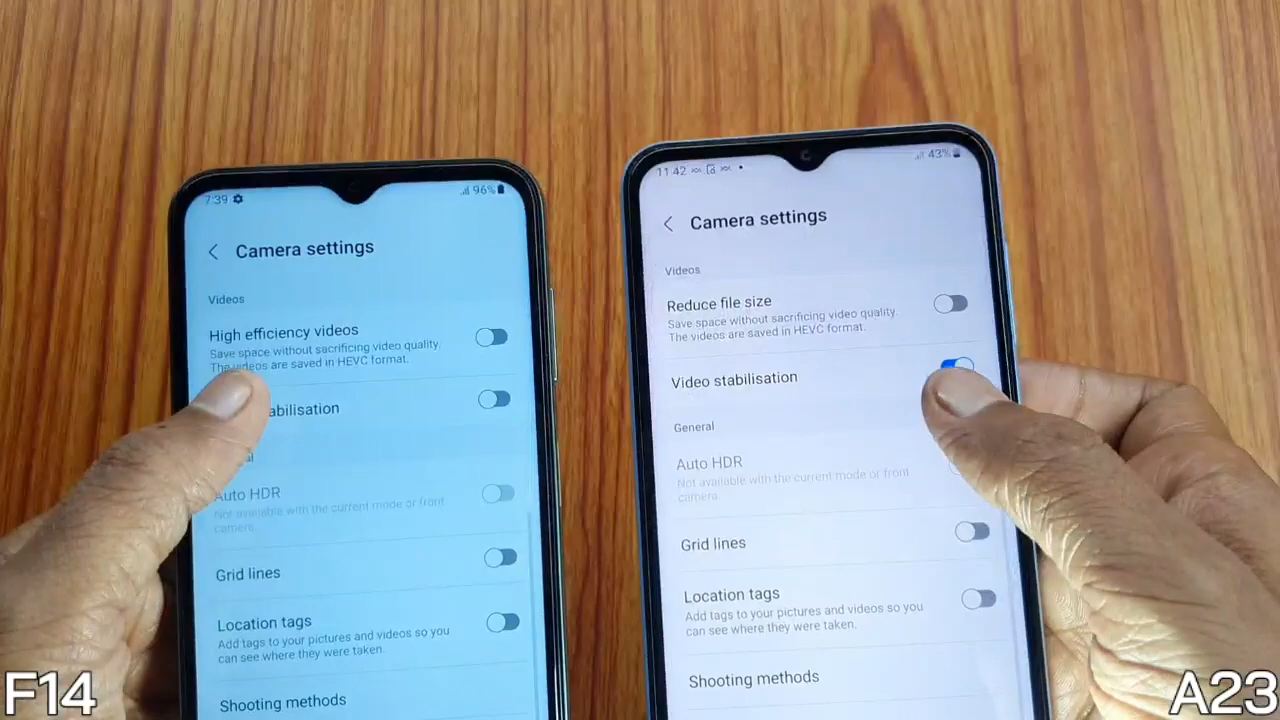 7:39
96%
Camera settings
Videos
High efficiency videos
Save space without sacrificing video quality.
The videos are saved in HEVC format.
abilisation
al
Auto HDR
Not available with the current mode or front
camera.
Grid lines
Location tags
Add tags to your pictures and videos so you
can see where they were taken.
Shooting methods
F14
11 42
43%
Camera settings
Videos
Reduce file size
Save space without sacrificing video quality.
The videos are saved in HEVC format.
Video stabilisation
General
Auto HDR
Not available with the current mode or front
camera.
Grid lines
Location tags
Add tags to your pictures and videos so you
can see where they were taken.
Shooting methods
A23